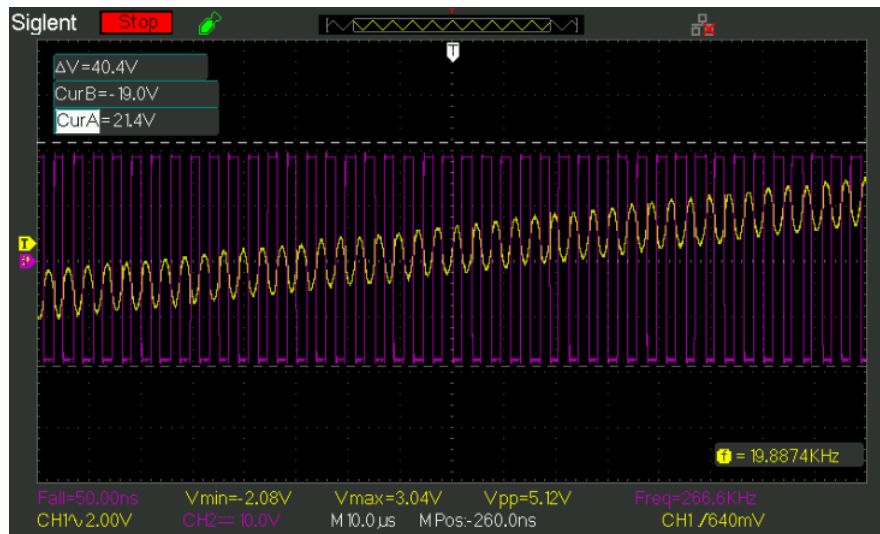 Siglent Stop
T
ΔV=40.4V
CurB=-19.0V
CurA=21.4V
T
f = 19.8874KHz
Fall=50.00ns Vmin=-2.08V Vmax=3.04V Vpp=5.12V Freq=266.6KHz
CH1∿2.00V CH2⎓10.0V M 10.0μs MPos:-260.0ns CH1 /640mV